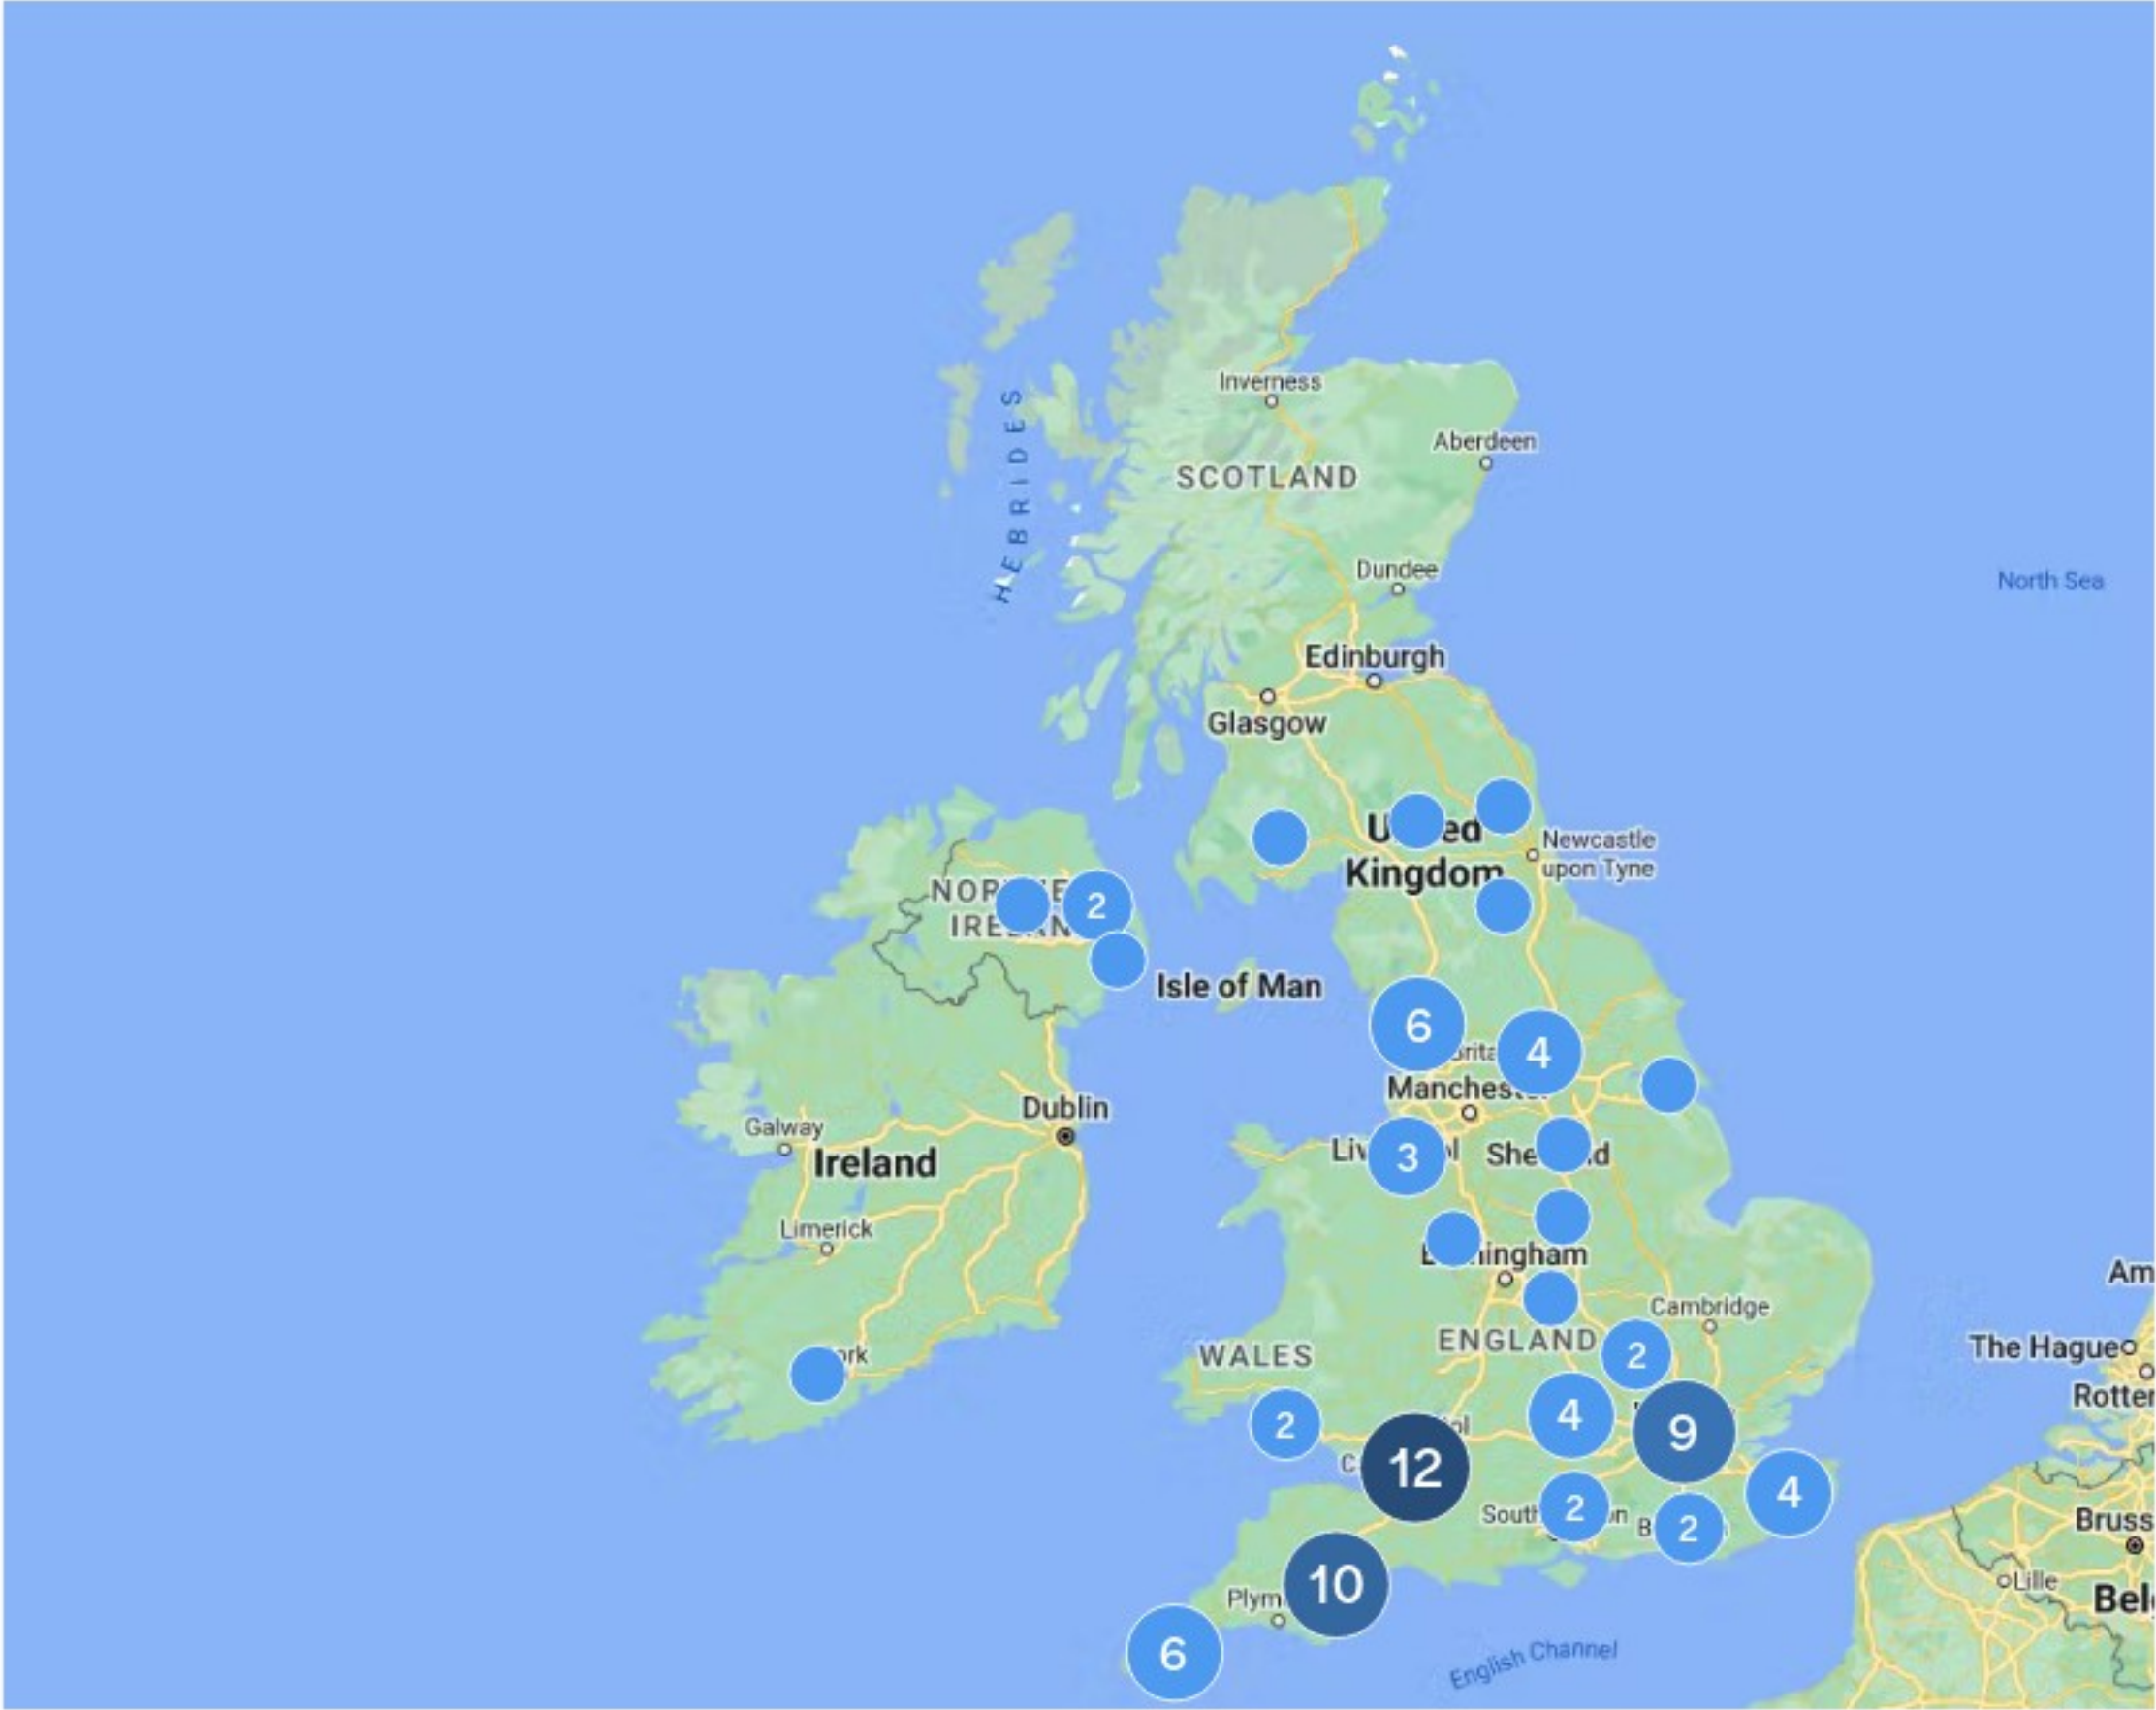 Inverness
Aberdeen
SCOTLAND
HEBRIDES
Dundee
North Sea
Edinburgh
Glasgow
Newcastle
upon Tyne
Kingdom
2
Isle of Man
6
4
Dublin
Galway
Ireland
3
Limerick
Cambridge
ENGLAND
WALES
The Hague
2
2
4
9
12
4
2
2
Lille
10
6
English Channel